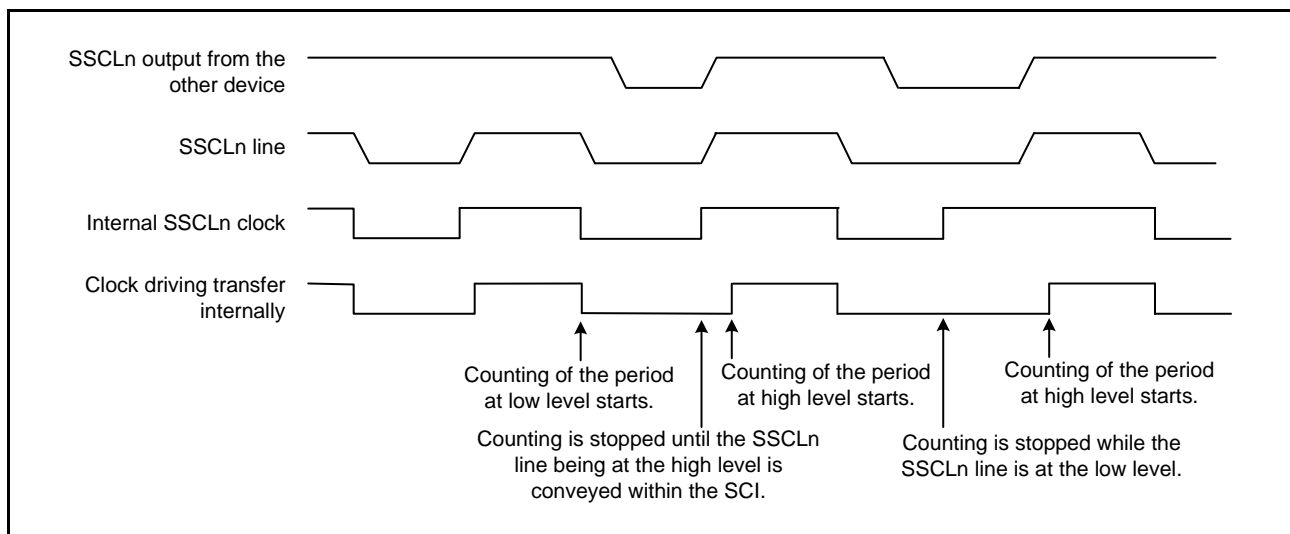 SSCLn output from the
other device
SSCLn line
Internal SSCLn clock
Clock driving transfer
internally
Counting of the period
at low level starts.
Counting of the period
at high level starts.
Counting of the period
at high level starts.
Counting is stopped until the SSCLn
line being at the high level is
conveyed within the SCI.
Counting is stopped while the
SSCLn line is at the low level.